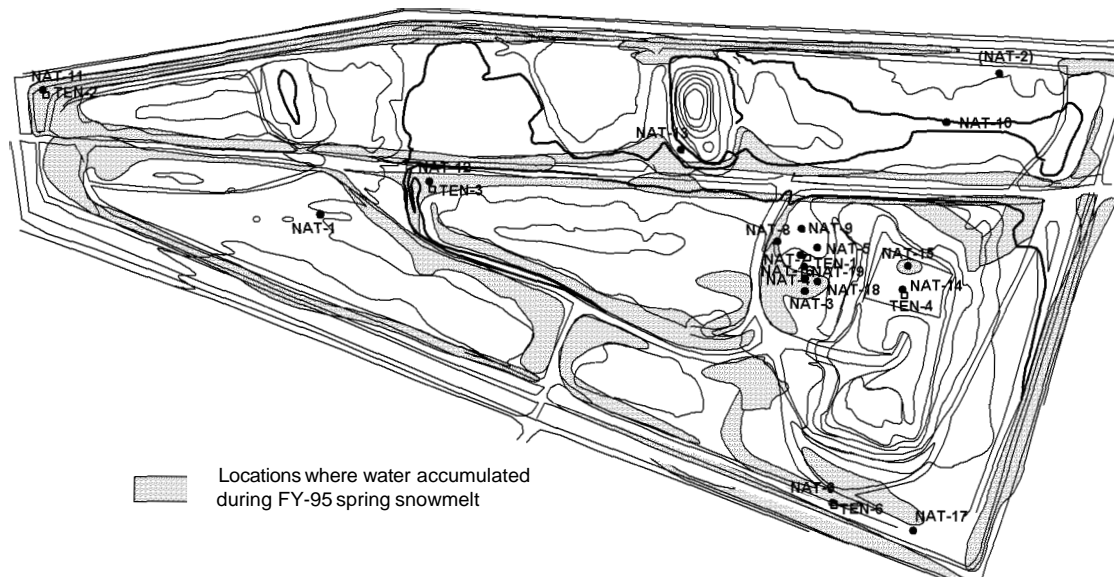 (NAT-2)
NAT-11
TEN-7
NAT-16
NAT-13
NAT-12
TEN-3
NAT-1
NAT-8
NAT-9
NAT-5
NAT-15
TEN-1
NAT-19
NAT-14
NAT-18
NAT-3
TEN-4
Locations where water accumulated
during FY-95 spring snowmelt
TEN-6
NAT-17